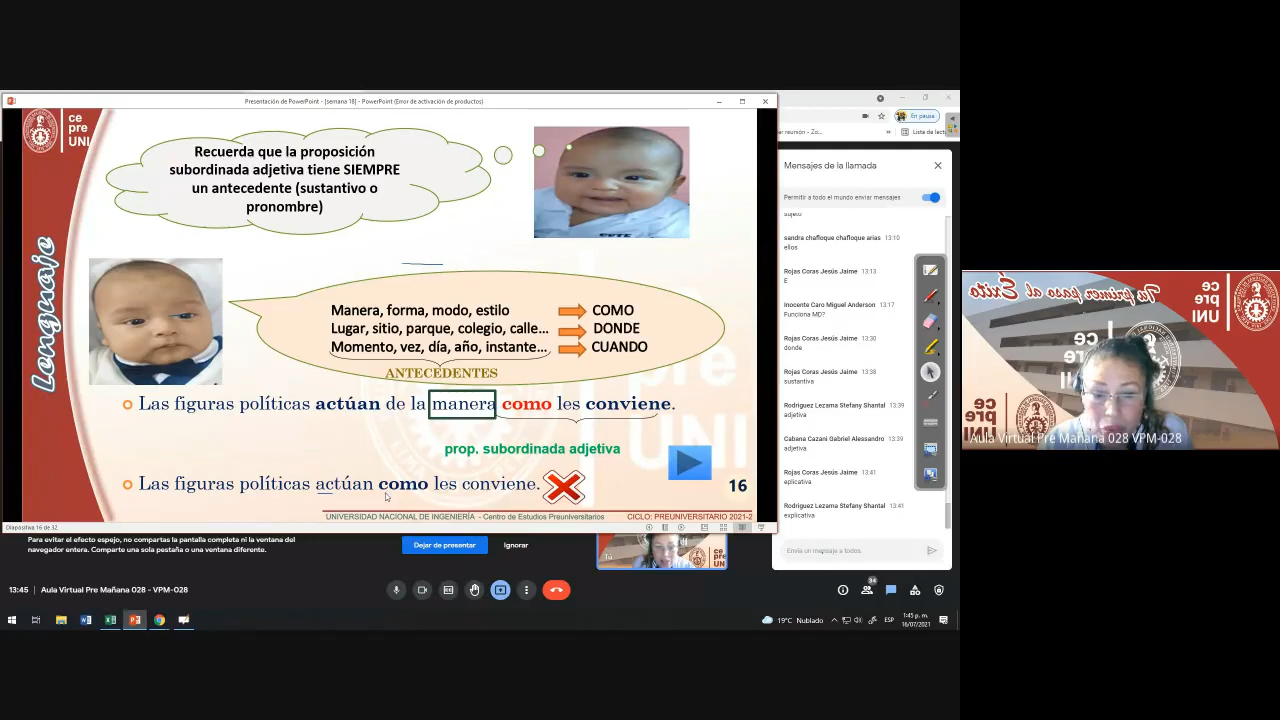 Presentación de PowerPoint - [semana 18] - PowerPoint (Error de activación de productos)
ce
pre
UNI
Lenguaje
Recuerda que la proposición
subordinada adjetiva tiene SIEMPRE
un antecedente (sustantivo o
pronombre)
Manera, forma, modo, estilo COMO
Lugar, sitio, parque, colegio, calle... DONDE
Momento, vez, día, año, instante... CUANDO
ANTECEDENTES
Las figuras políticas actúan de la manera como les conviene.
prop. subordinada adjetiva
Las figuras políticas actúan como les conviene.
16
UNIVERSIDAD NACIONAL DE INGENIERÍA - Centro de Estudios Preuniversitarios
CICLO: PREUNIVERSITARIO 2021-2
Diapositiva 16 de 32
Para evitar el efecto espejo, no compartas la pantalla completa ni la ventana del
navegador entera. Comparte una sola pestaña o una ventana diferente.
Dejar de presentar
Ignorar
Tú
13:45 | Aula Virtual Pre Mañana 028 - VPM-028
En pausa
rer reunión - Zo...
» Lista de lect
Mensajes de la llamada
Permitir a todo el mundo enviar mensajes
sujeto
sandra chafloque chafloque arias 13:10
ellos
Rojas Coras Jesús Jaime 13:13
E
Inocente Caro Miguel Anderson 13:17
Funciona MD?
Rojas Coras Jesús Jaime 13:30
donde
Rojas Coras Jesús Jaime 13:38
sustantiva
Rodriguez Lezama Stefany Shantal 13:39
adjetiva
Cabana Cazani Gabriel Alessandro 13:39
adjetiva
Rojas Coras Jesús Jaime 13:41
eplicativa
Rodriguez Lezama Stefany Shantal 13:41
explicativa
Envía un mensaje a todos.
34
19°C Nublado
ESP
1:45 p. m.
16/07/2021
Tu primer paso al Éxito
ce
pre
UNI
Aula Virtual Pre Mañana 028 VPM-028